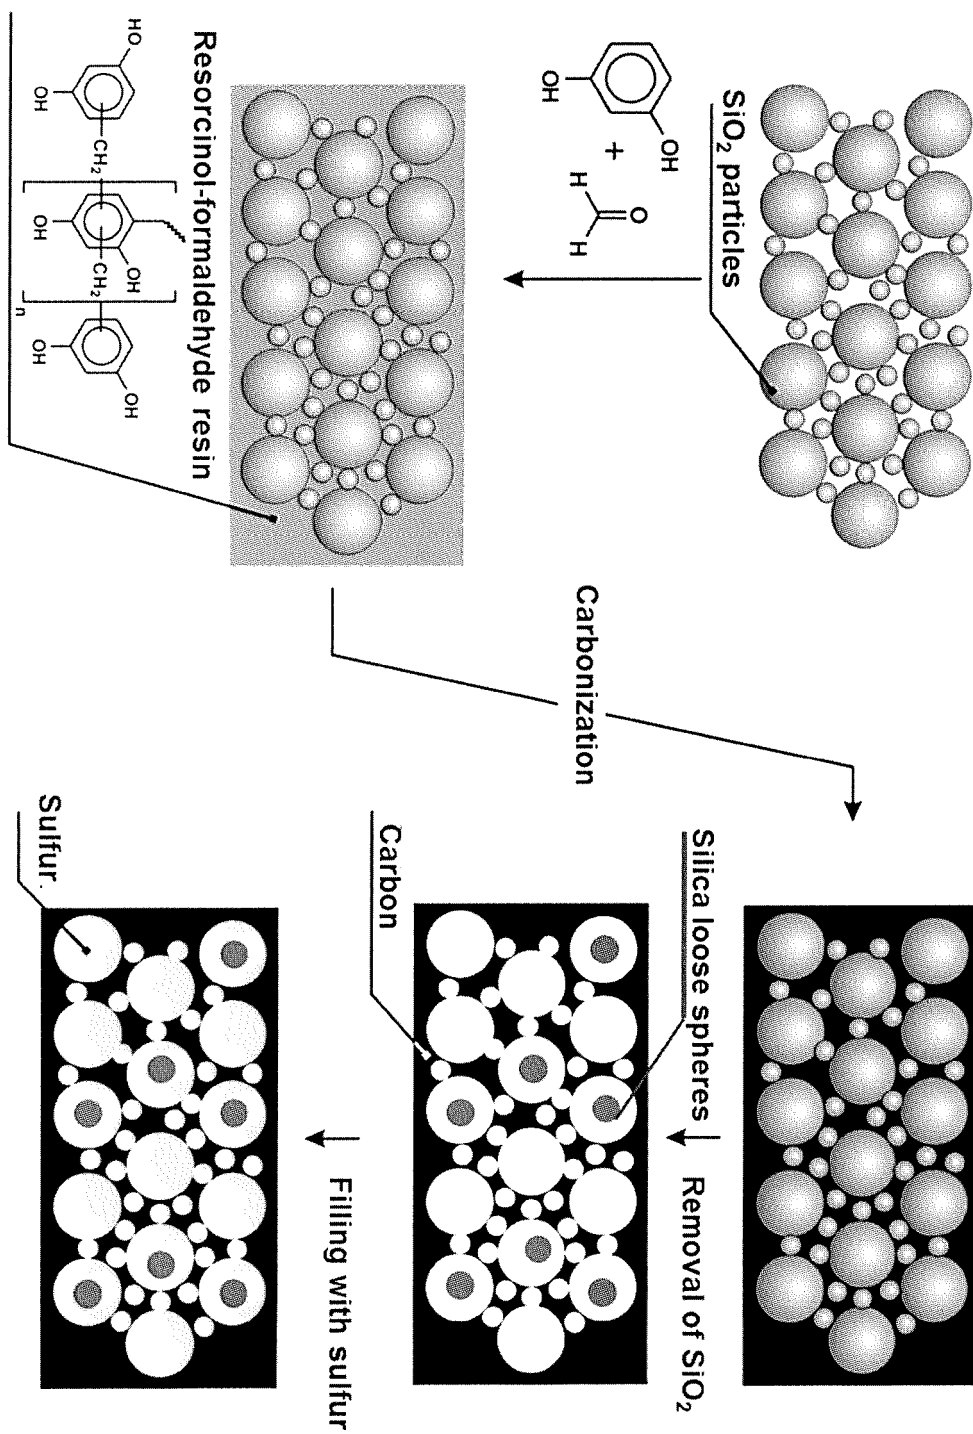 SiO₂ particles
OH
OH
+
O
H
H
Resorcinol-formaldehyde resin
HO
OH
CH₂
OH
OH
CH₂
n
OH
OH
Carbonization
Removal of SiO₂
Silica loose spheres
Carbon
Filling with sulfur
Sulfur.